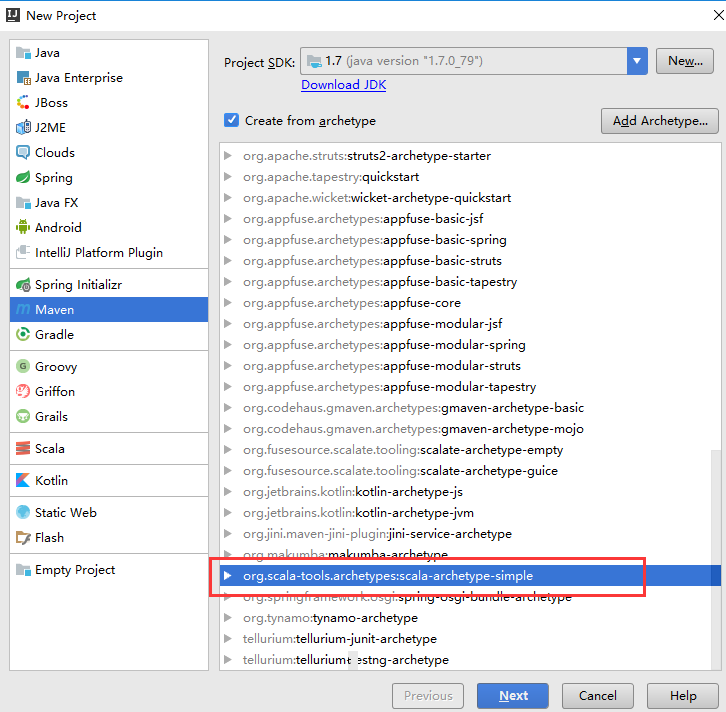 New Project
Java
Java Enterprise
JBoss
J2ME
Clouds
Spring
Java FX
Android
IntelliJ Platform Plugin
Spring Initializr
Maven
Gradle
Groovy
Griffon
Grails
Scala
Kotlin
Static Web
Flash
Empty Project
Project SDK: 1.7 (java version "1.7.0_79") New...
Download JDK
Create from archetype Add Archetype...
org.apache.struts:struts2-archetype-starter
org.apache.tapestry:quickstart
org.apache.wicket:wicket-archetype-quickstart
org.appfuse.archetypes:appfuse-basic-jsf
org.appfuse.archetypes:appfuse-basic-spring
org.appfuse.archetypes:appfuse-basic-struts
org.appfuse.archetypes:appfuse-basic-tapestry
org.appfuse.archetypes:appfuse-core
org.appfuse.archetypes:appfuse-modular-jsf
org.appfuse.archetypes:appfuse-modular-spring
org.appfuse.archetypes:appfuse-modular-struts
org.appfuse.archetypes:appfuse-modular-tapestry
org.codehaus.gmaven.archetypes:gmaven-archetype-basic
org.codehaus.gmaven.archetypes:gmaven-archetype-mojo
org.fusesource.scalate.tooling:scalate-archetype-empty
org.fusesource.scalate.tooling:scalate-archetype-guice
org.jetbrains.kotlin:kotlin-archetype-js
org.jetbrains.kotlin:kotlin-archetype-jvm
org.jini.maven-jini-plugin:jini-service-archetype
org.makumba:makumba-archetype
org.scala-tools.archetypes:scala-archetype-simple
org.springframework.osgi:spring-osgi-bundle-archetype
org.tynamo:tynamo-archetype
tellurium:tellurium-junit-archetype
tellurium:tellurium-testng-archetype
Previous Next Cancel Help